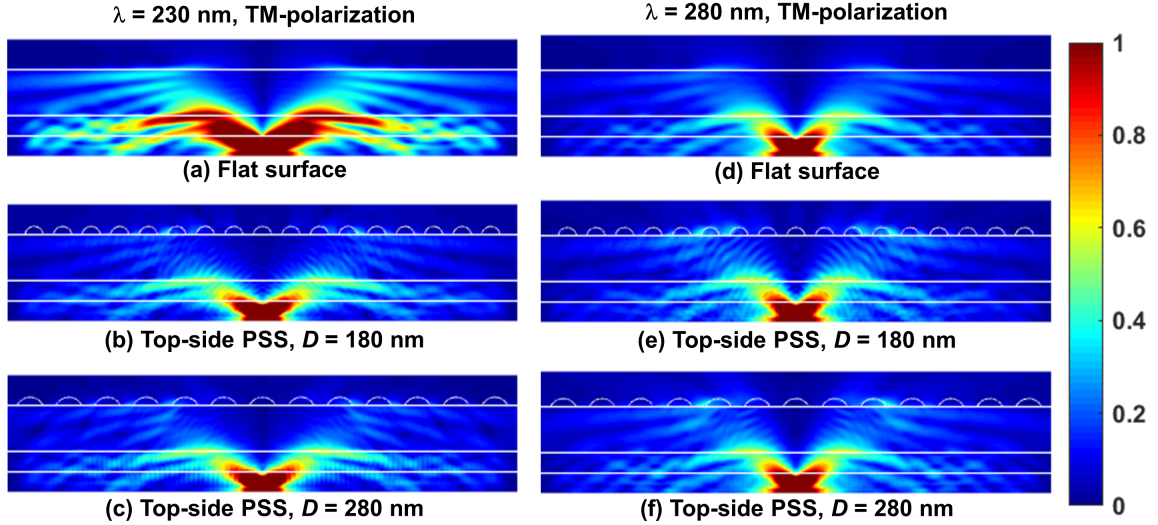 λ = 230 nm, TM-polarization
(a) Flat surface
(b) Top-side PSS, D = 180 nm
(c) Top-side PSS, D = 280 nm
λ = 280 nm, TM-polarization
(d) Flat surface
(e) Top-side PSS, D = 180 nm
(f) Top-side PSS, D = 280 nm
1
0.8
0.6
0.4
0.2
0